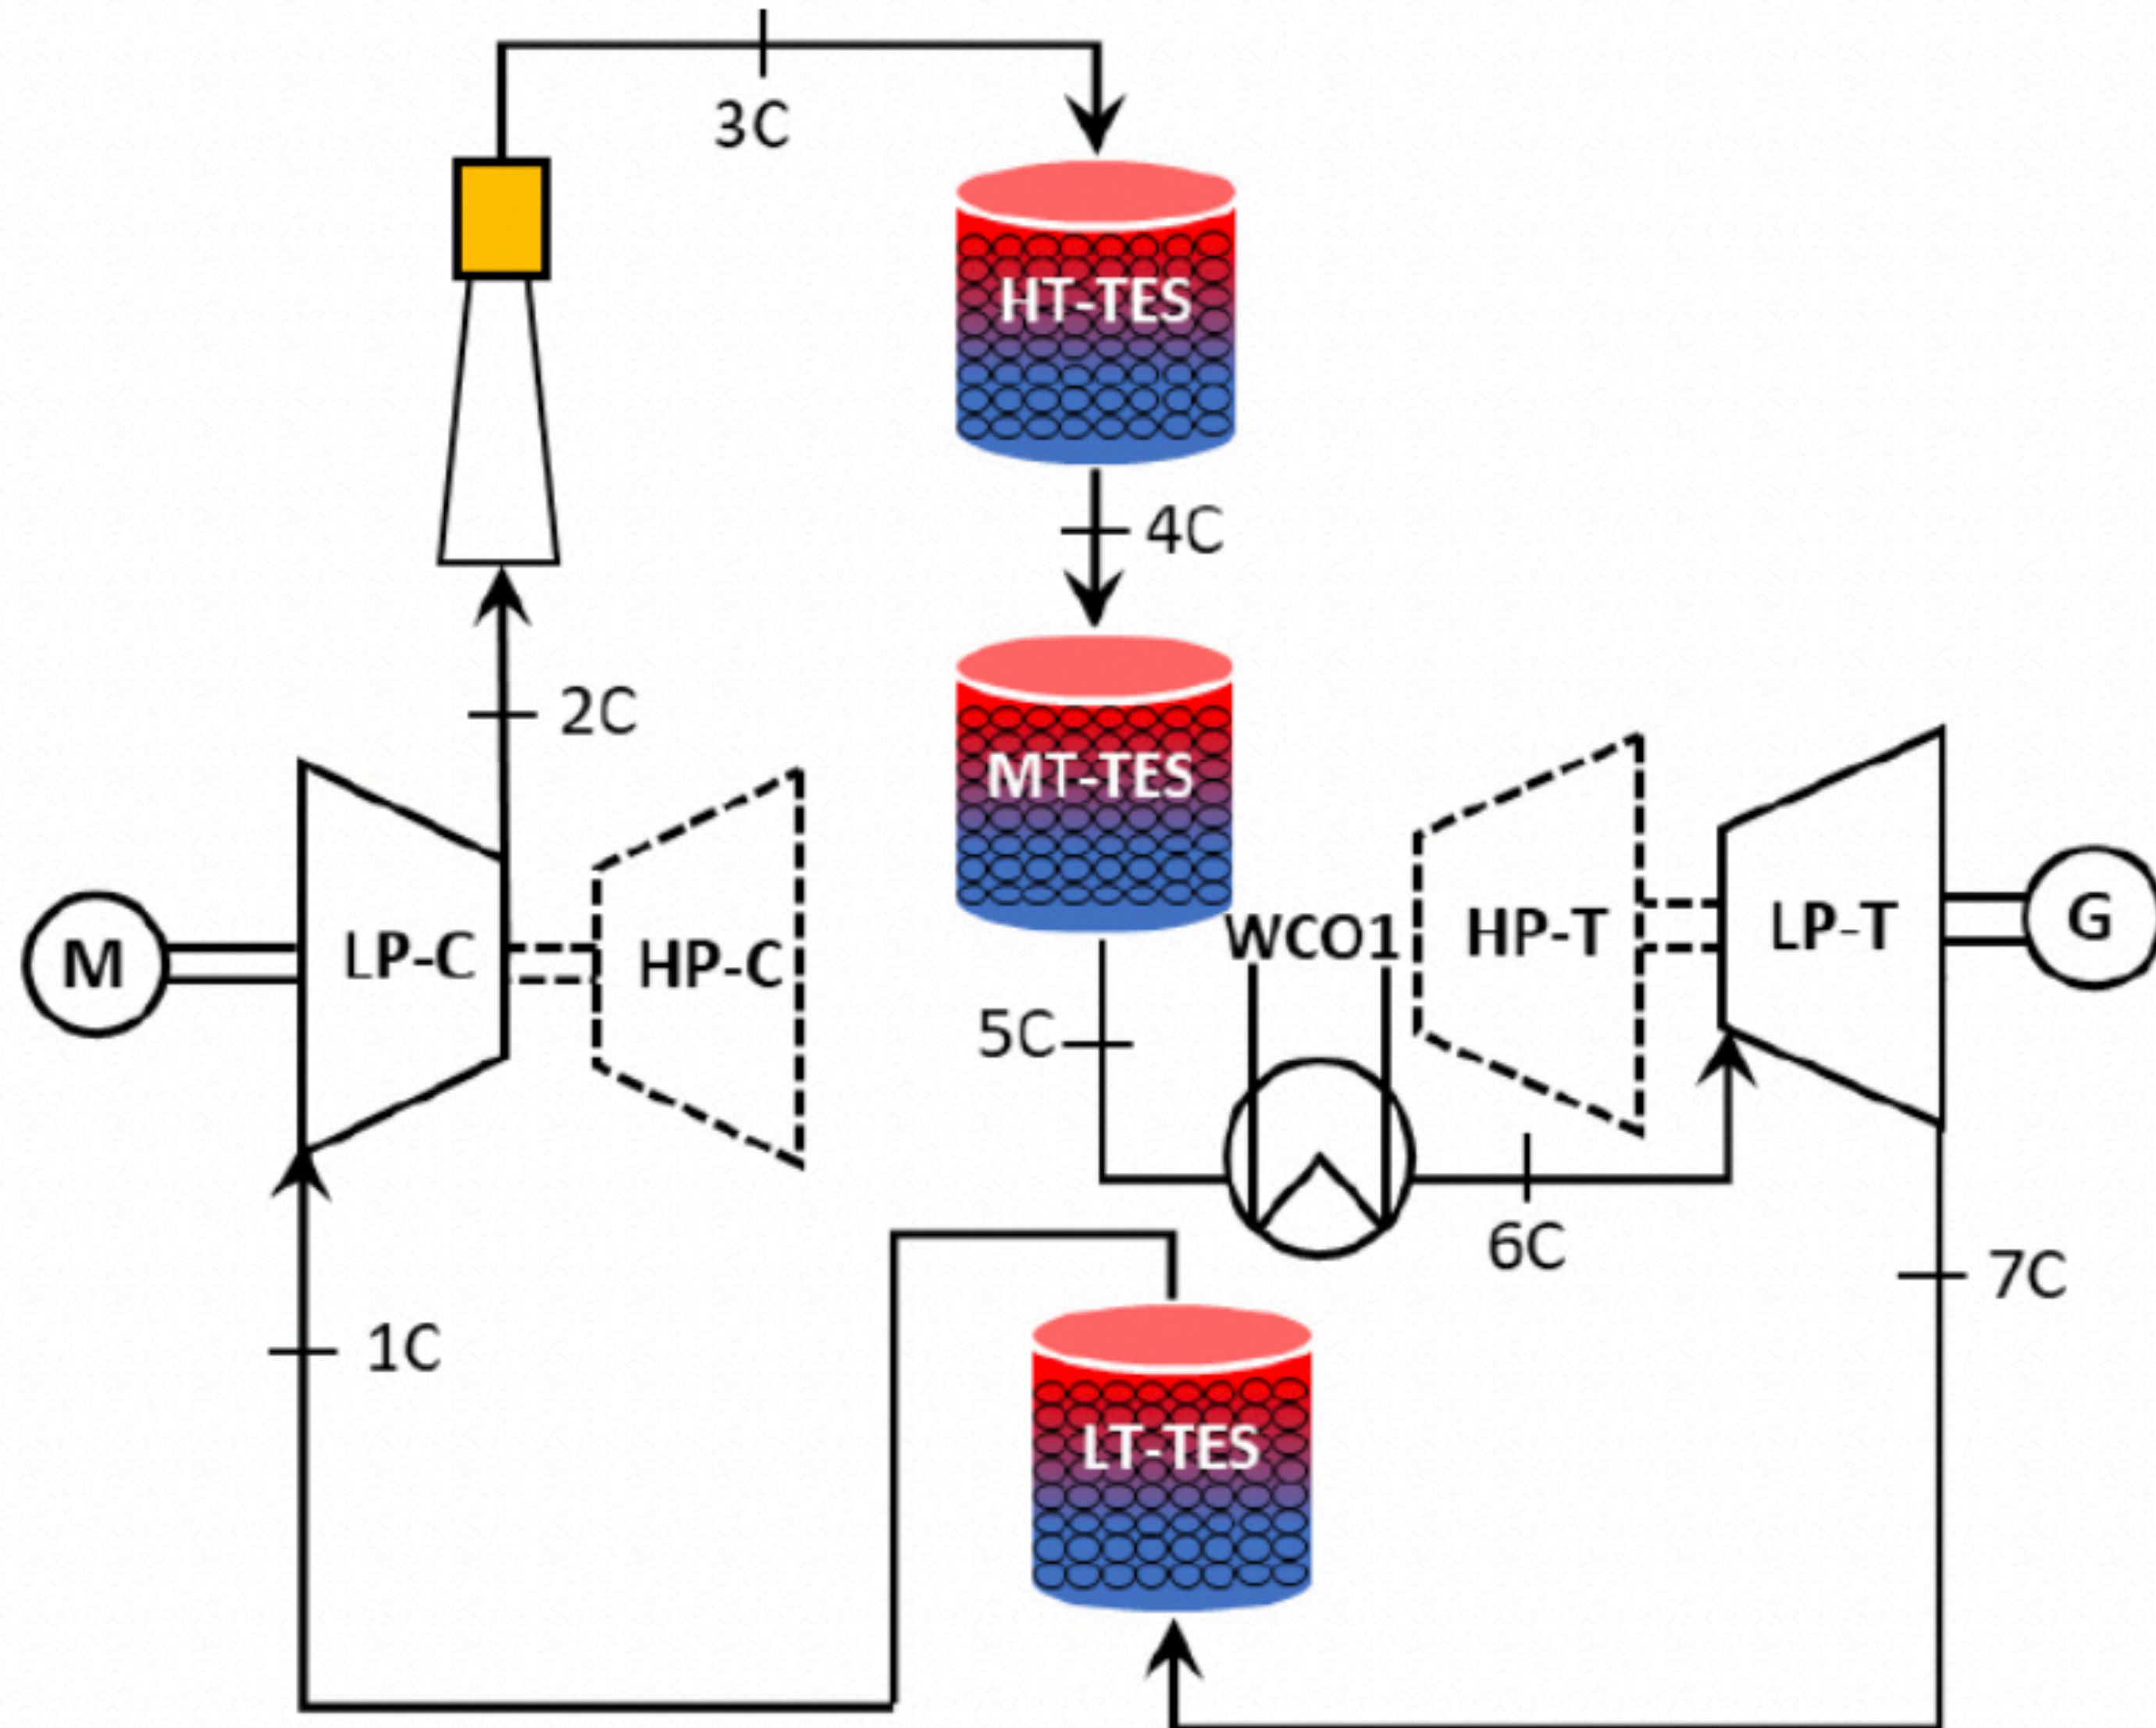 3C
HT-TES
4C
2C
MT-TES
M
LP-C
HP-C
WCO1
HP-T
LP-T
G
5C
6C
7C
1C
LT-TES